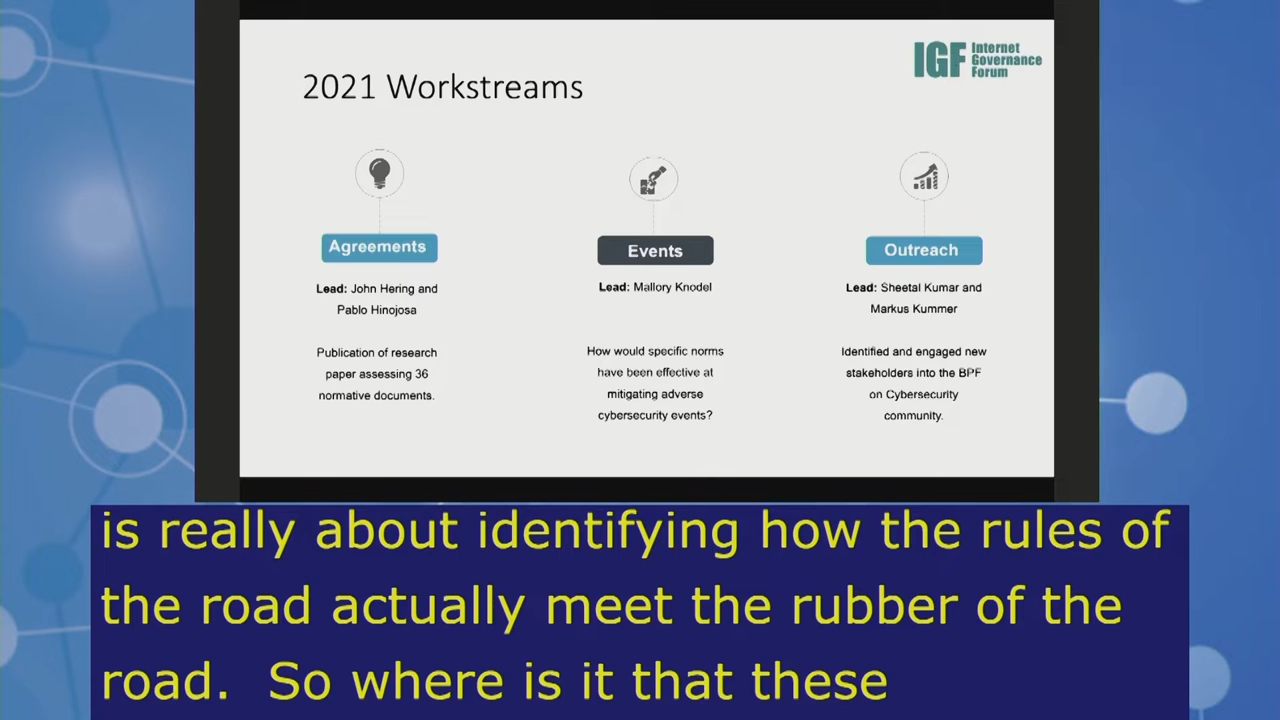 IGF Internet
Governance
Forum
2021 Workstreams
Agreements
Lead: John Hering and
Pablo Hinojosa
Publication of research
paper assessing 36
normative documents.
Events
Lead: Mallory Knodel
How would specific norms
have been effective at
mitigating adverse
cybersecurity events?
Outreach
Lead: Sheetal Kumar and
Markus Kummer
Identified and engaged new
stakeholders into the BPF
on Cybersecurity
community.
is really about identifying how the rules of
the road actually meet the rubber of the
road.  So where is it that these